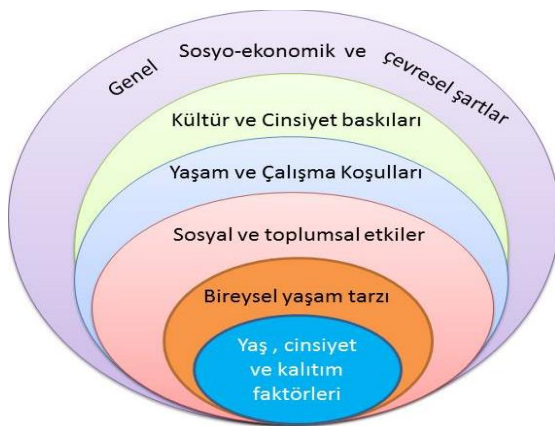 Genel Sosyo-ekonomik ve çevresel şartlar
Kültür ve Cinsiyet baskıları
Yaşam ve Çalışma Koşulları
Sosyal ve toplumsal etkiler
Bireysel yaşam tarzı
Yaş , cinsiyet
ve kalıtım
faktörleri